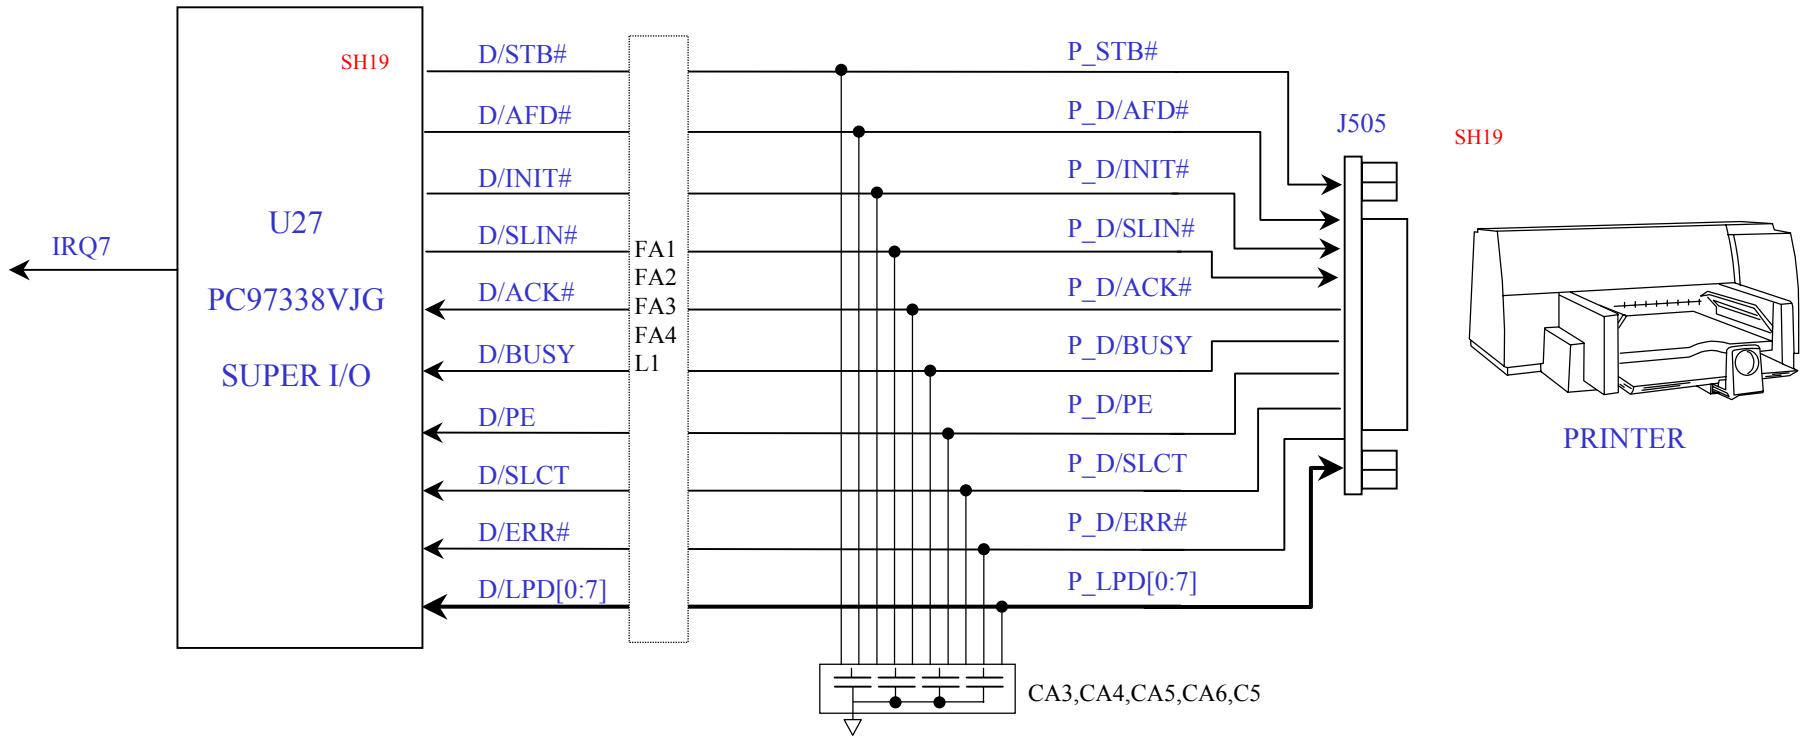 SH19
U27
PC97338VJG
SUPER I/O
IRQ7
D/STB#
D/AFD#
D/INIT#
D/SLIN#
D/ACK#
D/BUSY
D/PE
D/SLCT
D/ERR#
D/LPD[0:7]
FA1
FA2
FA3
FA4
L1
P_STB#
P_D/AFD#
P_D/INIT#
P_D/SLIN#
P_D/ACK#
P_D/BUSY
P_D/PE
P_D/SLCT
P_D/ERR#
P_LPD[0:7]
CA3,CA4,CA5,CA6,C5
J505
SH19
PRINTER